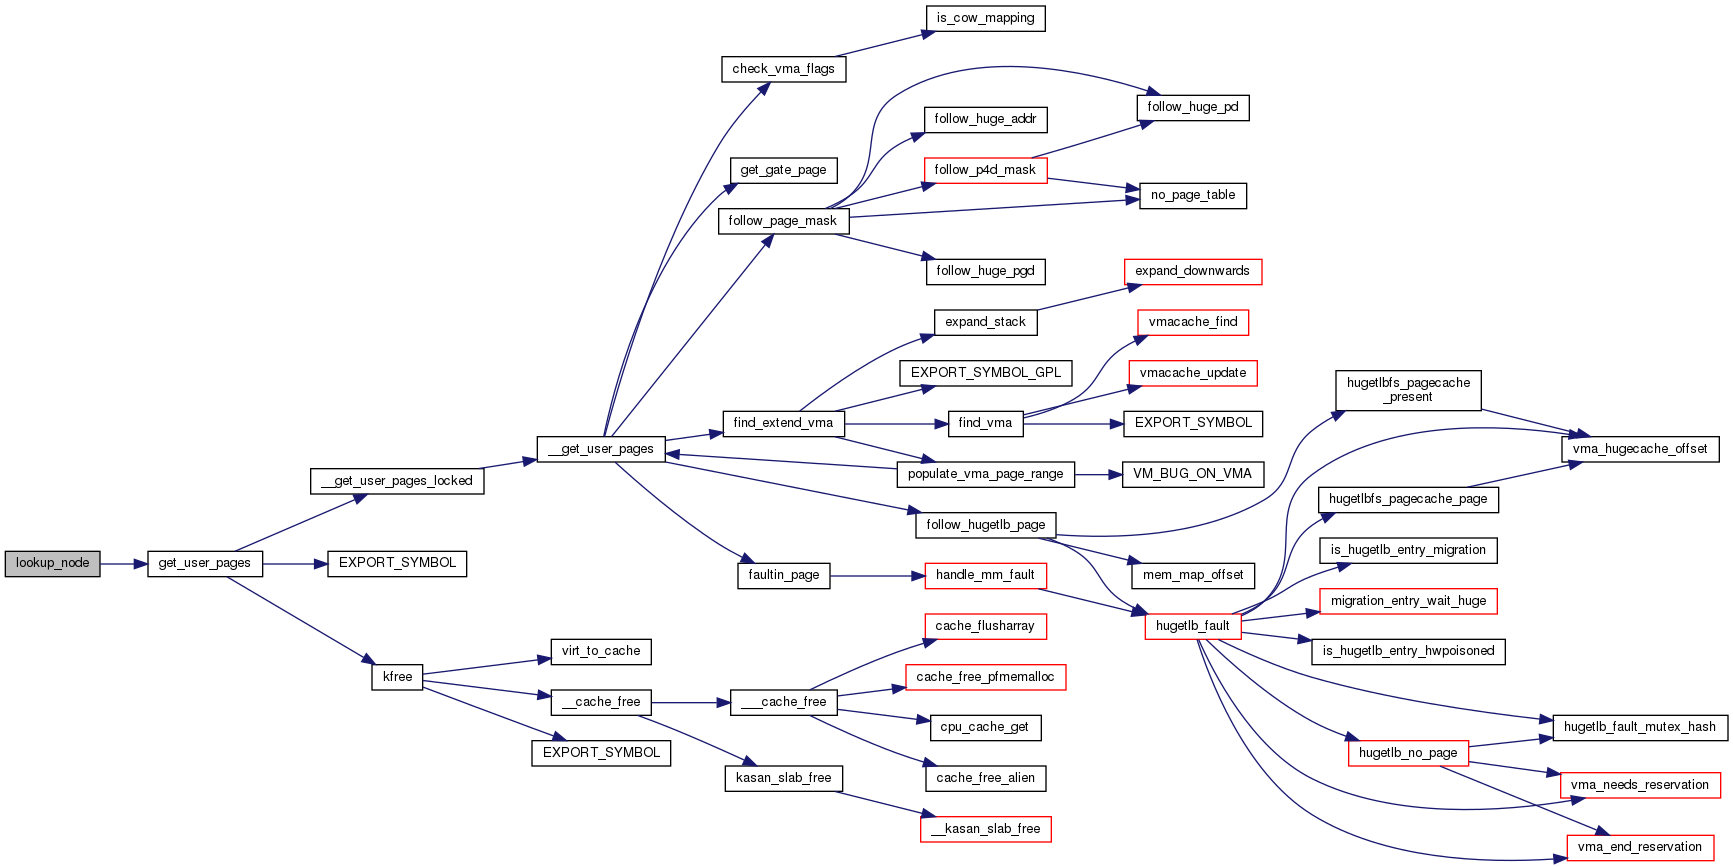 is_cow_mapping
check_vma_flags
follow_huge_pd
follow_huge_addr
get_gate_page
follow_p4d_mask
no_page_table
follow_page_mask
follow_huge_pgd
expand_downwards
expand_stack
vmacache_find
EXPORT_SYMBOL_GPL
vmacache_update
hugetlbfs_pagecache
_present
find_extend_vma
find_vma
EXPORT_SYMBOL
__get_user_pages
vma_hugecache_offset
populate_vma_page_range
VM_BUG_ON_VMA
__get_user_pages_locked
hugetlbfs_pagecache_page
follow_hugetlb_page
is_hugetlb_entry_migration
lookup_node
get_user_pages
EXPORT_SYMBOL
faultin_page
handle_mm_fault
mem_map_offset
migration_entry_wait_huge
cache_flusharray
hugetlb_fault
virt_to_cache
is_hugetlb_entry_hwpoisoned
kfree
cache_free_pfmemalloc
__cache_free
___cache_free
cpu_cache_get
hugetlb_fault_mutex_hash
EXPORT_SYMBOL
hugetlb_no_page
kasan_slab_free
cache_free_alien
vma_needs_reservation
__kasan_slab_free
vma_end_reservation